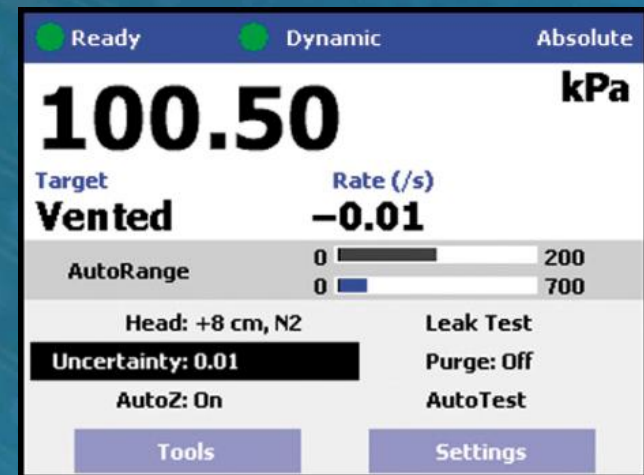 Ready Dynamic Absolute
100.50 kPa
Target Rate (/s)
Vented −0.01
AutoRange 0 200
0 700
Head: +8 cm, N2 Leak Test
Uncertainty: 0.01 Purge: Off
AutoZ: On AutoTest
Tools Settings